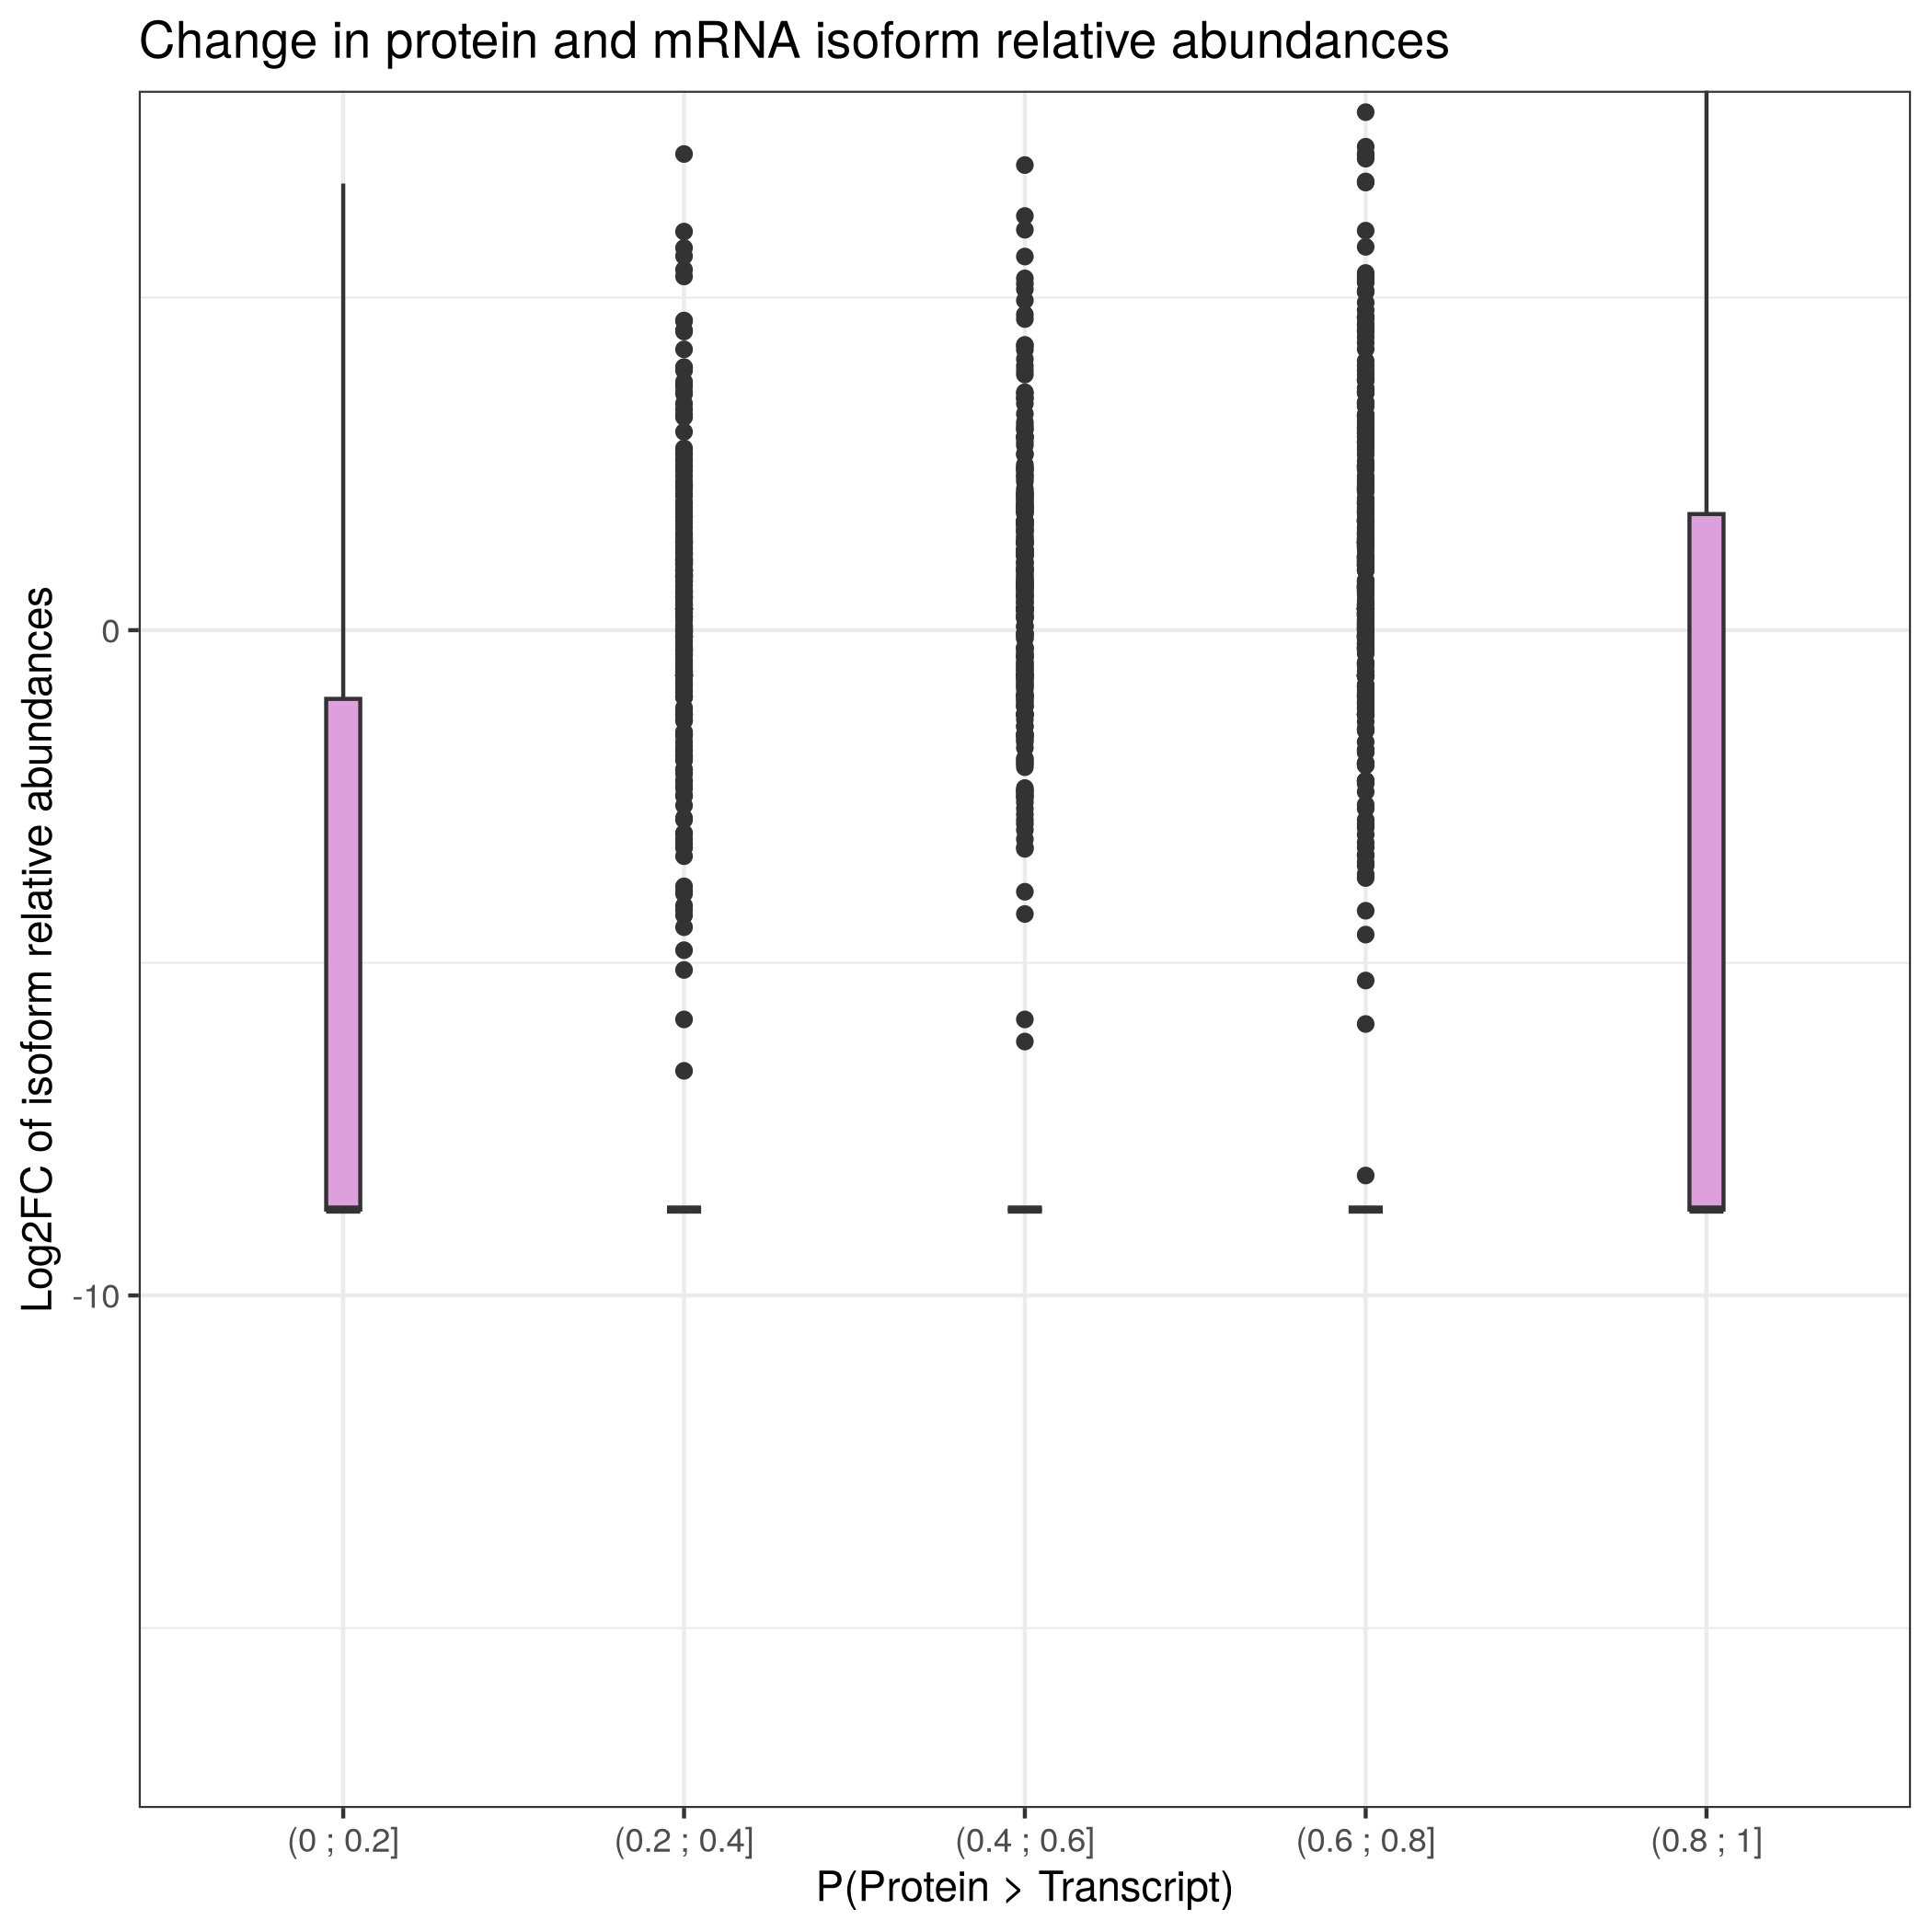 Change in protein and mRNA isoform relative abundances
Log2FC of isoform relative abundances
0
-10
(0 ; 0.2]
(0.2 ; 0.4]
(0.4 ; 0.6]
(0.6 ; 0.8]
(0.8 ; 1]
P(Protein > Transcript)